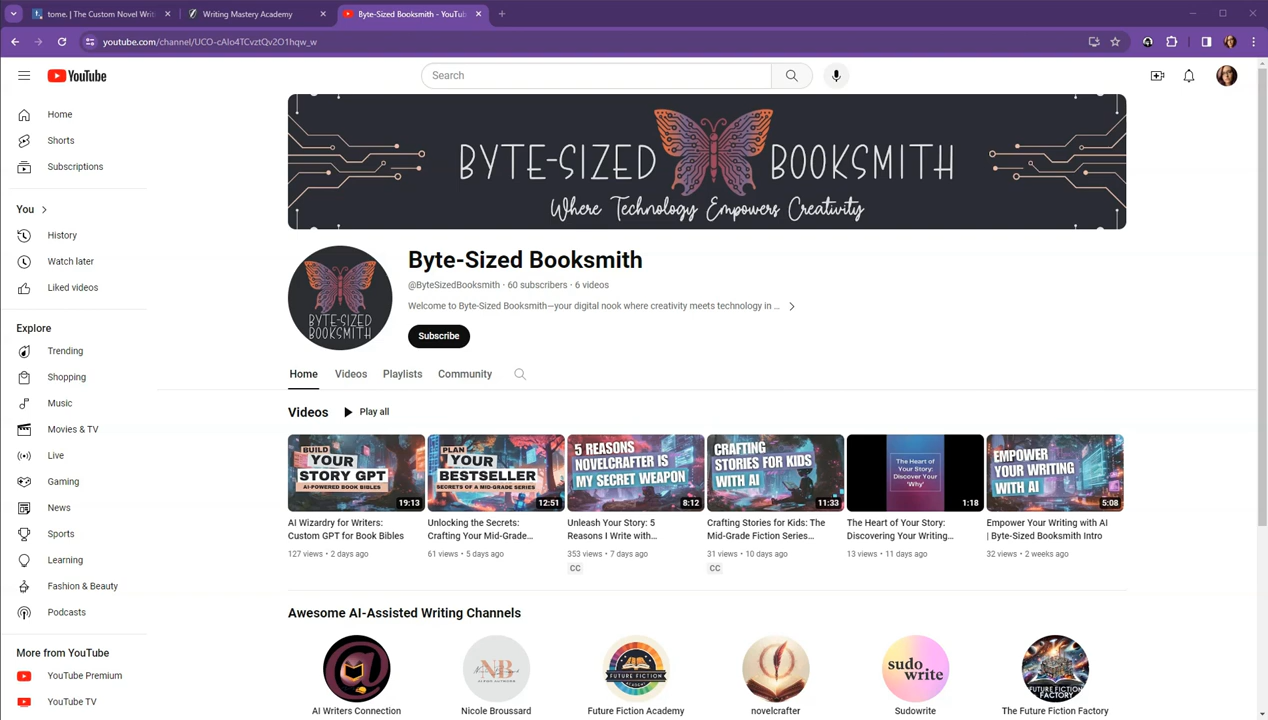 tome. | The Custom Novel Writ
Writing Mastery Academy
Byte-Sized Booksmith - YouTub
youtube.com/channel/UCO-cAlo4TCvztQv2O1hqw_w
YouTube
Search
Home
Shorts
Subscriptions
You
History
Watch later
Liked videos
Explore
Trending
Shopping
Music
Movies & TV
Live
Gaming
News
Sports
Learning
Fashion & Beauty
Podcasts
More from YouTube
YouTube Premium
YouTube TV
BYTE-SIZED BOOKSMITH
Where Technology Empowers Creativity
BYTE-SIZED
BOOKSMITH
Byte-Sized Booksmith
@ByteSizedBooksmith · 60 subscribers · 6 videos
Welcome to Byte-Sized Booksmith—your digital nook where creativity meets technology in ...
Subscribe
Home Videos Playlists Community
Videos Play all
BUILD
YOUR
STORY GPT
AI-POWERED BOOK BIBLES
19:13
AI Wizardry for Writers:
Custom GPT for Book Bibles
127 views · 2 days ago
PLAN
YOUR
BESTSELLER
SECRETS OF A MID-GRADE SERIES
12:51
Unlocking the Secrets:
Crafting Your Mid-Grade...
61 views · 5 days ago
5 REASONS
NOVELCRAFTER IS
MY SECRET WEAPON
8:12
Unleash Your Story: 5
Reasons I Write with...
353 views · 7 days ago
CC
CRAFTING
STORIES FOR KIDS
WITH AI
11:33
Crafting Stories for Kids: The
Mid-Grade Fiction Series...
31 views · 10 days ago
CC
The Heart of
Your Story:
Discover Your
'Why'
1:18
The Heart of Your Story:
Discovering Your Writing...
13 views · 11 days ago
EMPOWER
YOUR WRITING
WITH AI
5:08
Empower Your Writing with AI
| Byte-Sized Booksmith Intro
32 views · 2 weeks ago
Awesome AI-Assisted Writing Channels
AI Writers Connection
NB
Nicole Broussard
FUTURE FICTION
Future Fiction Academy
novelcrafter
sudo
write
Sudowrite
FUTURE FICTION
FACTORY
The Future Fiction Factory